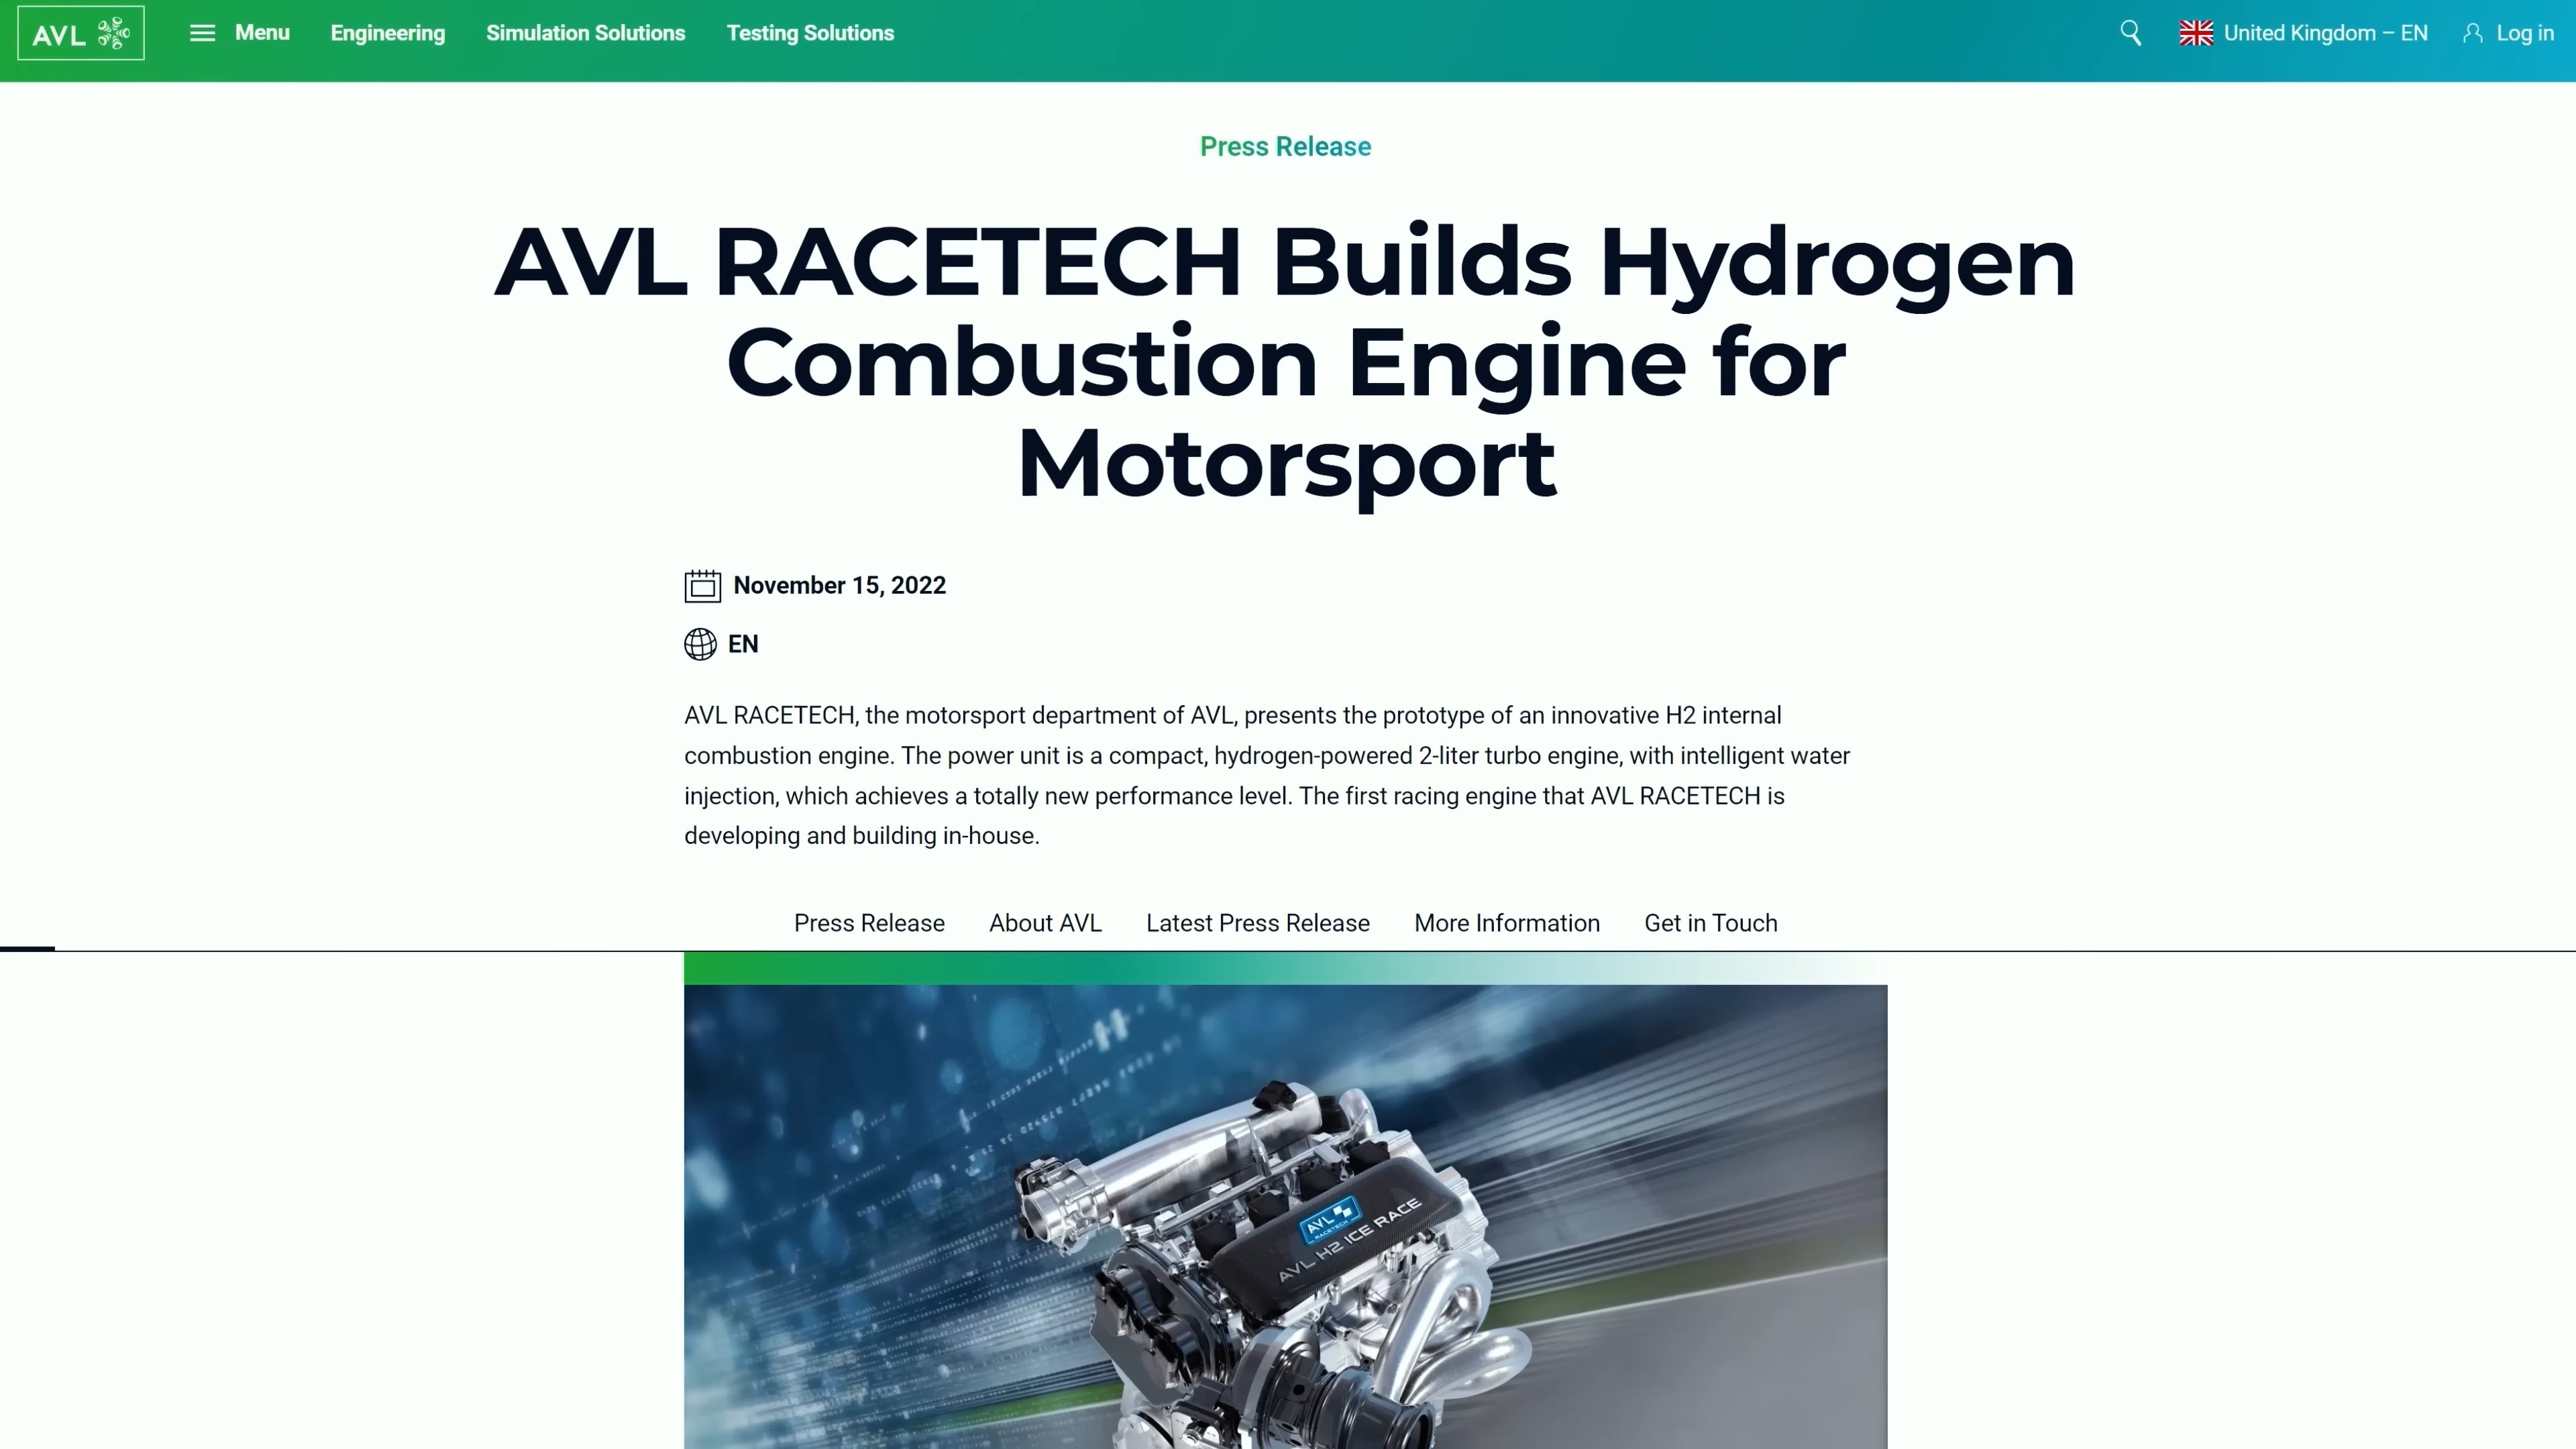 AVL
Menu
Engineering
Simulation Solutions
Testing Solutions
United Kingdom – EN
Log in
Press Release
AVL RACETECH Builds Hydrogen
Combustion Engine for
Motorsport
November 15, 2022
EN
AVL RACETECH, the motorsport department of AVL, presents the prototype of an innovative H2 internal
combustion engine. The power unit is a compact, hydrogen-powered 2-liter turbo engine, with intelligent water
injection, which achieves a totally new performance level. The first racing engine that AVL RACETECH is
developing and building in-house.
Press Release
About AVL
Latest Press Release
More Information
Get in Touch
AVL
RACETECH
AVL H2 ICE RACE